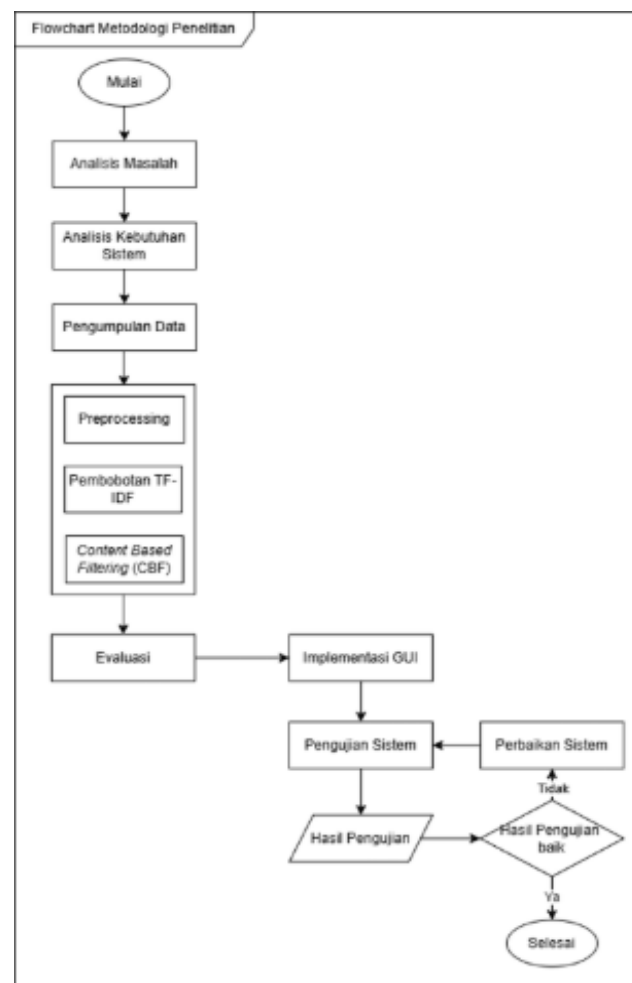 Flowchart Metodologi Penelitian
Mulai
Analisis Masalah
Analisis Kebutuhan
Sistem
Pengumpulan Data
Preprocessing
Pembobotan TF-
IDF
Content Based
Filtering (CBF)
Evaluasi
Implementasi GUI
Pengujian Sistem
Perbaikan Sistem
Tidak
Hasil Pengujian
Hasil Pengujian
baik
Ya
Selesai